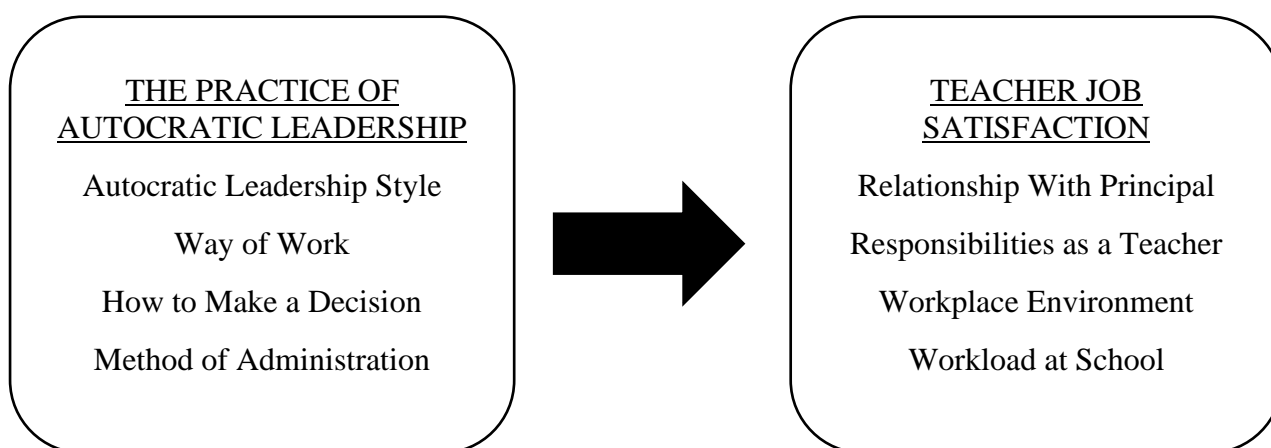 THE PRACTICE OF
AUTOCRATIC LEADERSHIP
Autocratic Leadership Style
Way of Work
How to Make a Decision
Method of Administration
TEACHER JOB
SATISFACTION
Relationship With Principal
Responsibilities as a Teacher
Workplace Environment
Workload at School